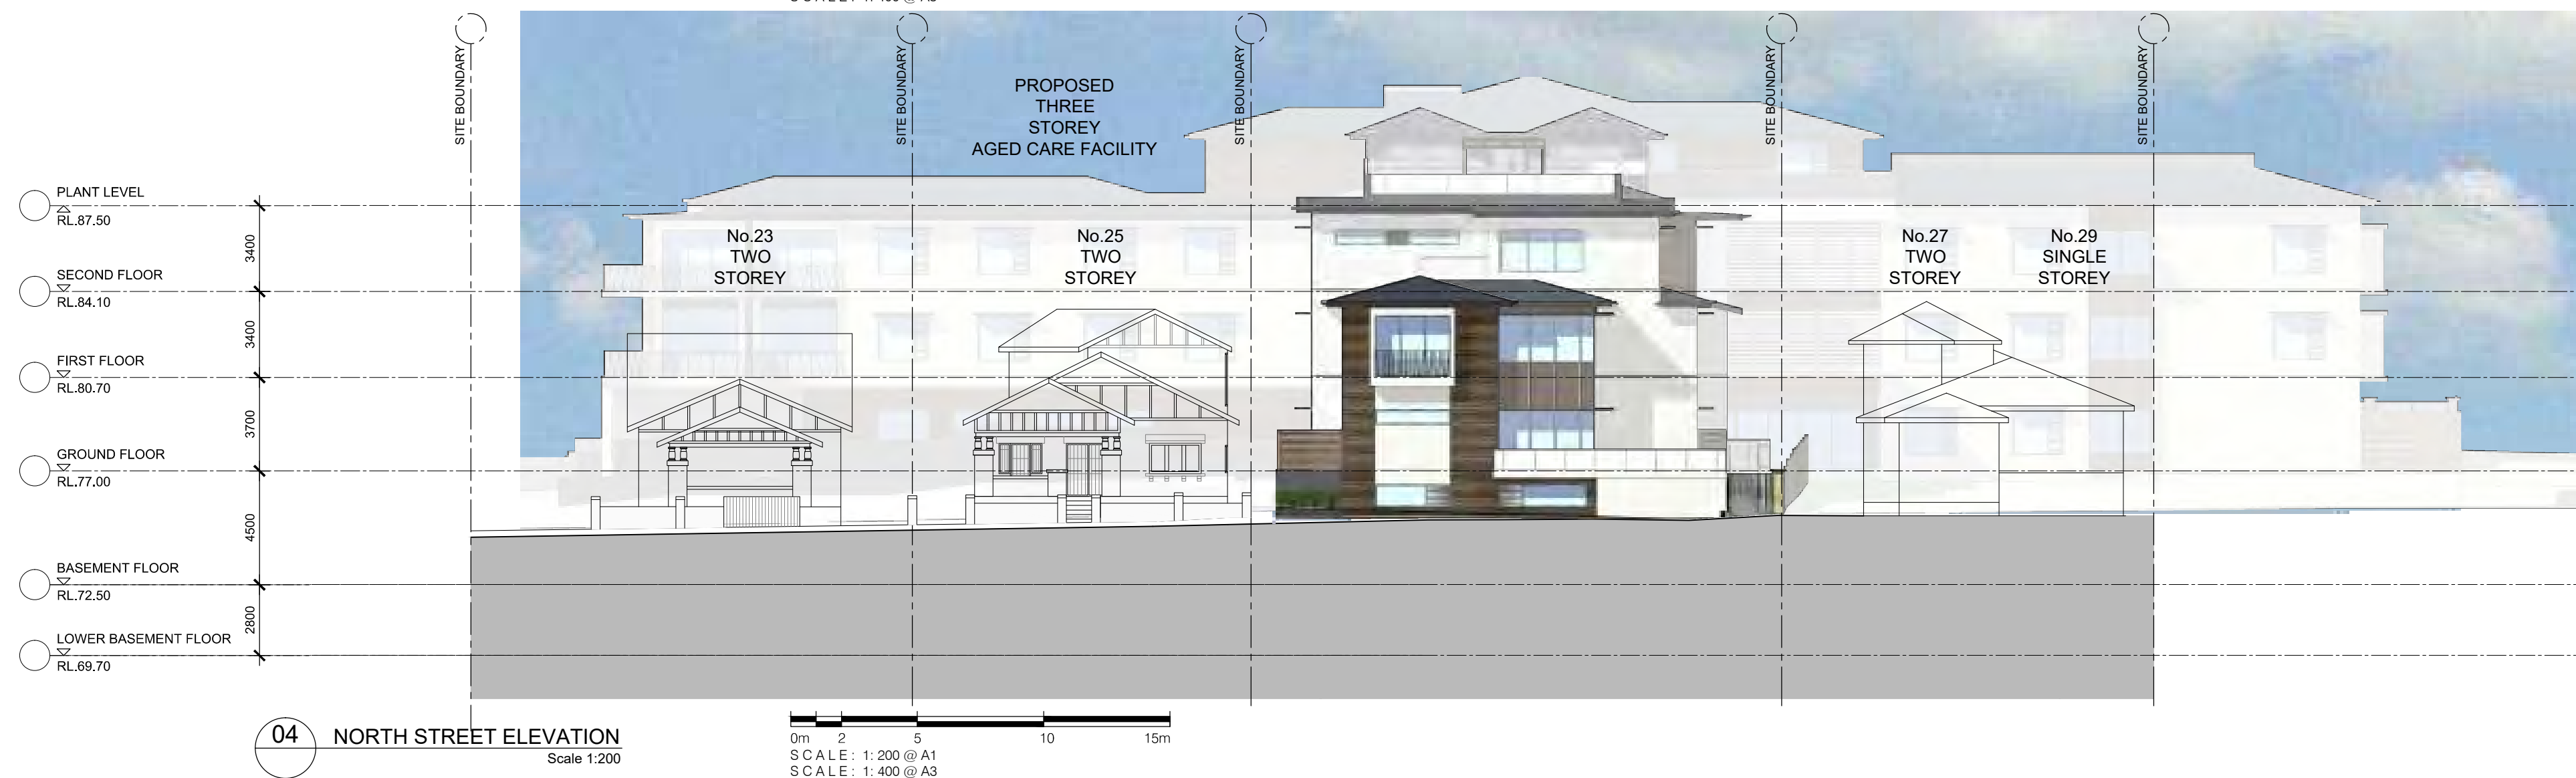 SITE BOUNDARY
SITE BOUNDARY
SITE BOUNDARY
SITE BOUNDARY
SITE BOUNDARY
PROPOSED
THREE
STOREY
AGED CARE FACILITY
PLANT LEVEL
RL.87.50
3400
SECOND FLOOR
RL.84.10
3400
FIRST FLOOR
RL.80.70
3700
GROUND FLOOR
RL.77.00
4500
BASEMENT FLOOR
RL.72.50
2800
LOWER BASEMENT FLOOR
RL.69.70
No.23
TWO
STOREY
No.25
TWO
STOREY
No.27
TWO
STOREY
No.29
SINGLE
STOREY
04 NORTH STREET ELEVATION
Scale 1:200
0m 2 5 10 15m
SCALE: 1: 200 @ A1
SCALE: 1: 400 @ A3